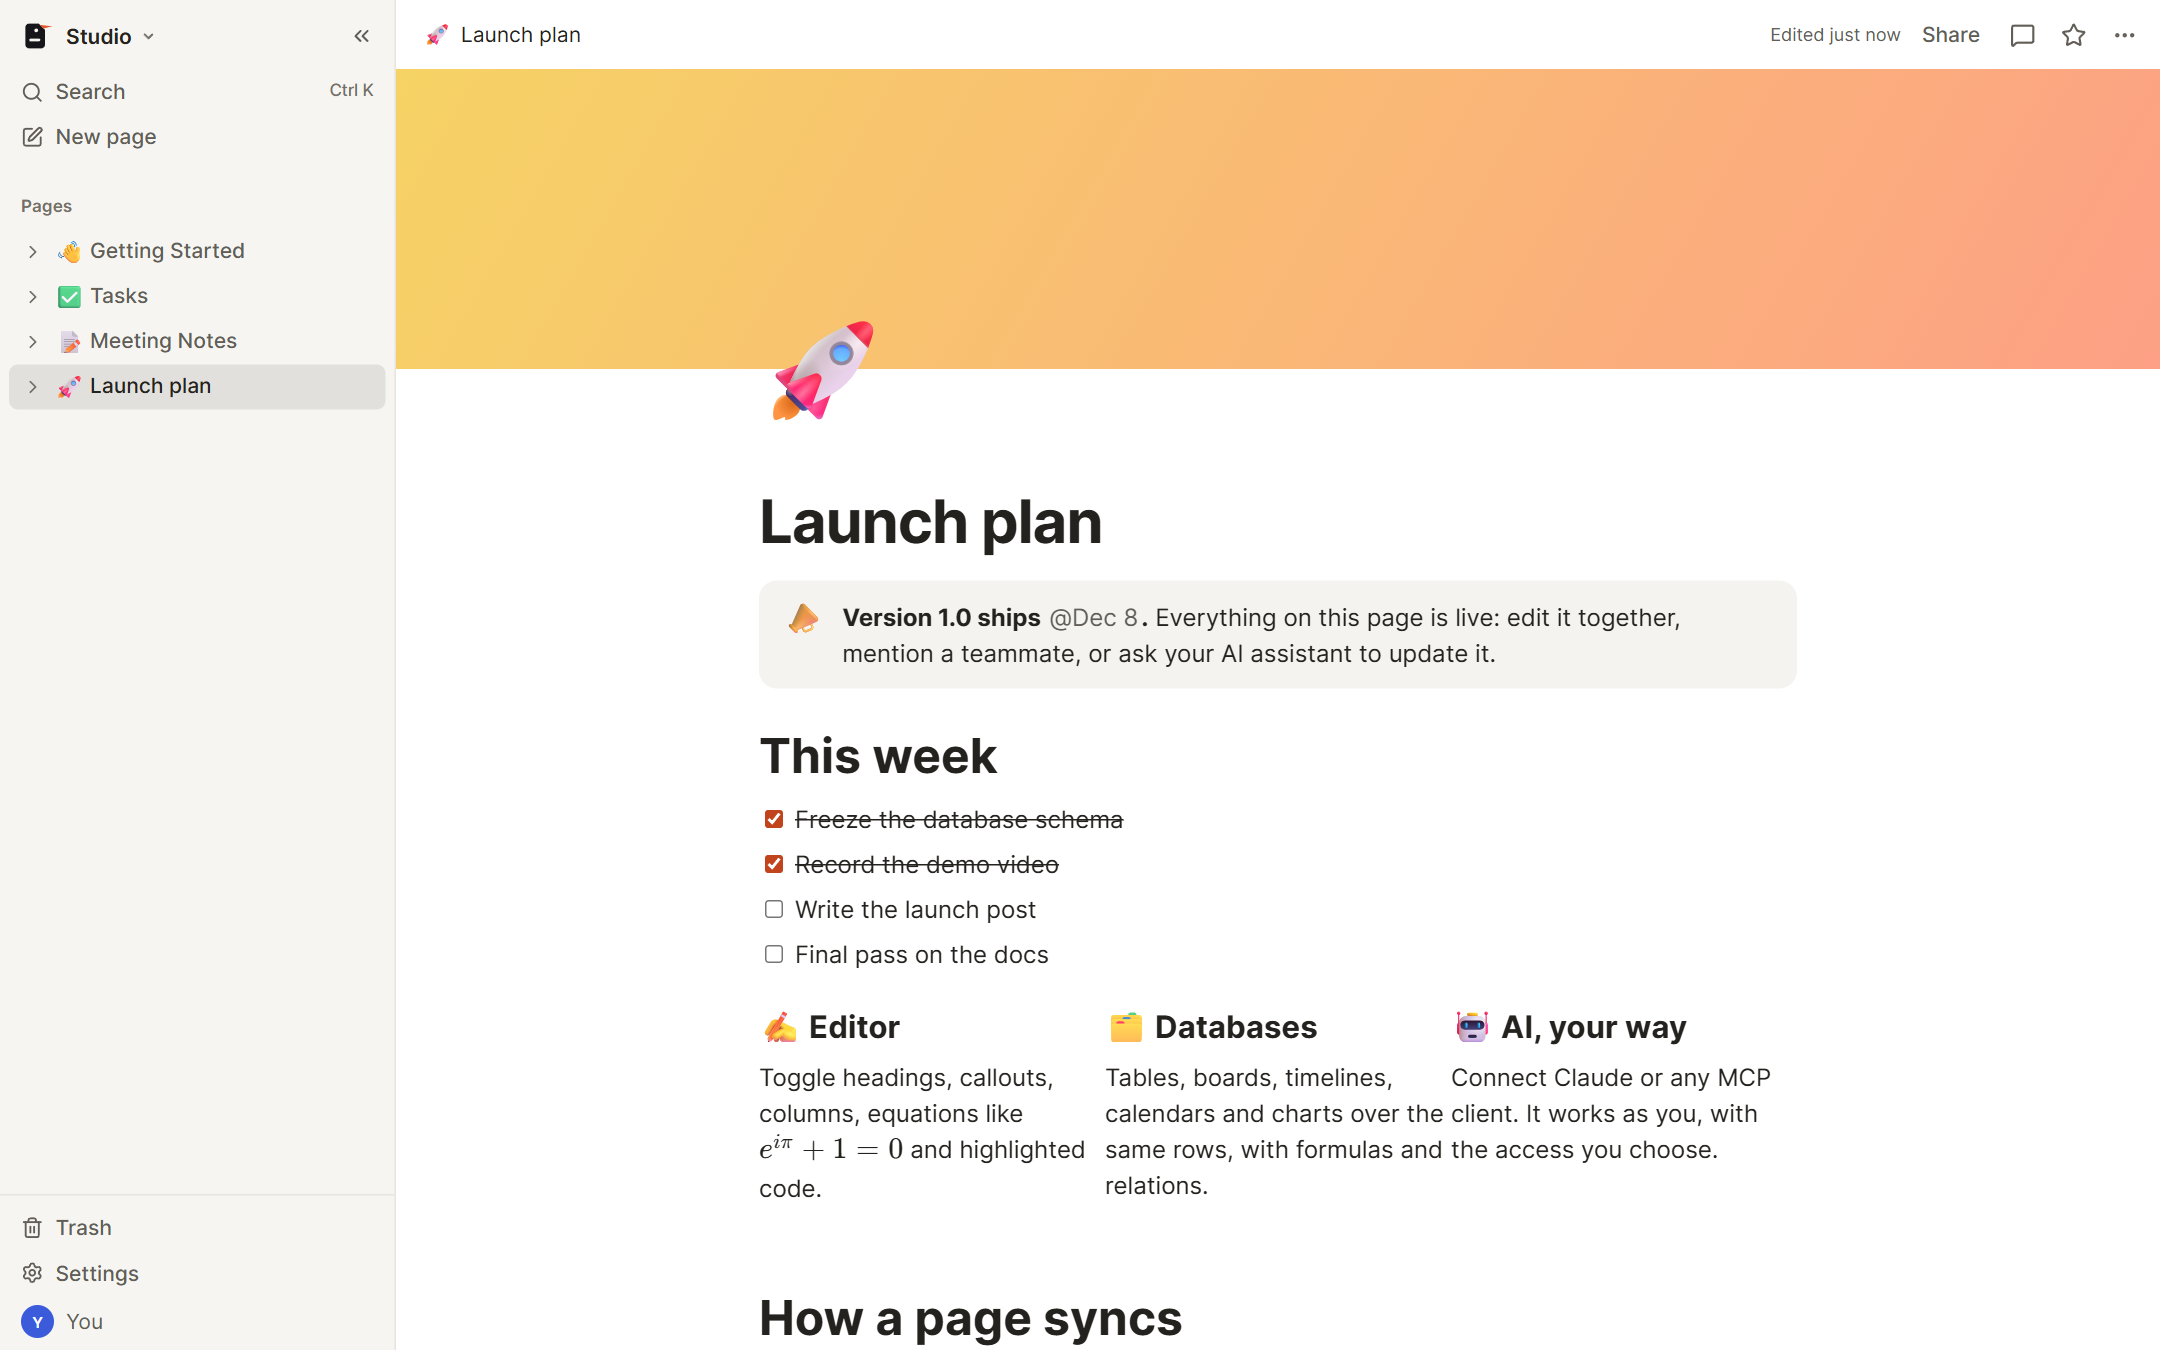 Studio
Search Ctrl K
New page
Pages
Getting Started
Tasks
Meeting Notes
Launch plan
Trash
Settings
Y You
Launch plan
Edited just now Share
Launch plan
Version 1.0 ships @Dec 8. Everything on this page is live: edit it together,
mention a teammate, or ask your AI assistant to update it.
This week
Freeze the database schema
Record the demo video
Write the launch post
Final pass on the docs
Editor
Toggle headings, callouts,
columns, equations like
e^{iπ} + 1 = 0 and highlighted
code.
Databases
Tables, boards, timelines,
calendars and charts over the
same rows, with formulas and
relations.
AI, your way
Connect Claude or any MCP
client. It works as you, with
the access you choose.
How a page syncs